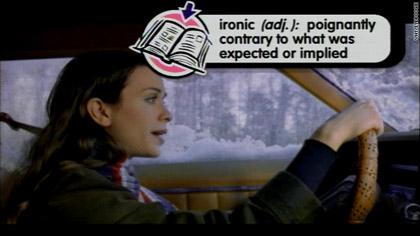 ironic (adj.): poignantly
contrary to what was
expected or implied